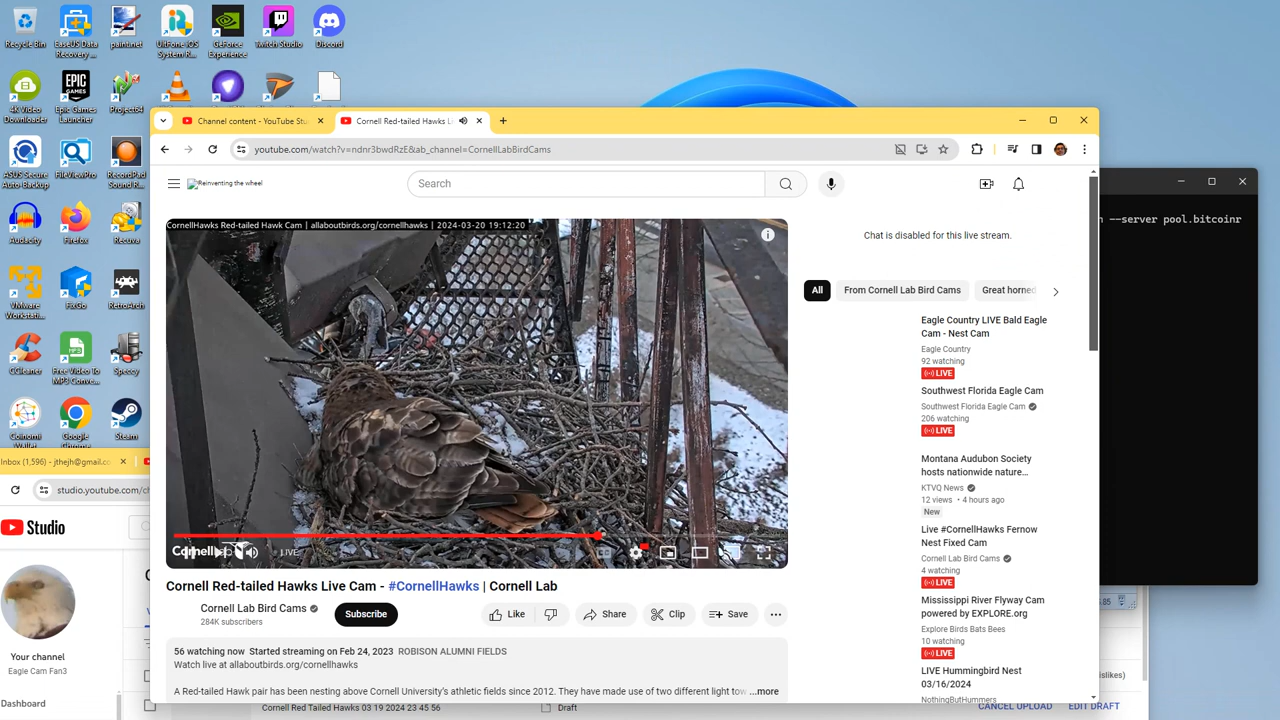 Recycle Bin
EaseUS Data
Recovery ...
paint.net
UltFone iOS
System R...
GeForce
Experience
Twitch Studio
Discord
4K Video
Downloader
EPIC
GAMES
Epic Games
Launcher
Project64
ASUS Secure
Auto-Backup
FileViewPro
RecordPad
Sound R...
Audacity
Firefox
Recuva
VMware
Workstati...
FixGo
RetroArch
CCleaner
Free Video To
MP3 Conve...
Speccy
Coinomi
Wallet
Google
Chrome
Steam
Channel content - YouTube Stu
Cornell Red-tailed Hawks Li
youtube.com/watch?v=ndnr3bwdRzE&ab_channel=CornellLabBirdCams
Reinventing the wheel
Search
CornellHawks Red-tailed Hawk Cam | allaboutbirds.org/cornellhawks | 2024-03-20 19:12:20
CornellLab
LIVE
Cornell Red-tailed Hawks Live Cam - #CornellHawks | Cornell Lab
Cornell Lab Bird Cams
284K subscribers
Subscribe
Like
Share
Clip
Save
56 watching now Started streaming on Feb 24, 2023 ROBISON ALUMNI FIELDS
Watch live at allaboutbirds.org/cornellhawks
A Red-tailed Hawk pair has been nesting above Cornell University's athletic fields since 2012. They have made use of two different light tow ...more
Chat is disabled for this live stream.
All
From Cornell Lab Bird Cams
Great horned
Eagle Country LIVE Bald Eagle
Cam - Nest Cam
Eagle Country
92 watching
LIVE
Southwest Florida Eagle Cam
Southwest Florida Eagle Cam
206 watching
LIVE
Montana Audubon Society
hosts nationwide nature...
KTVQ News
12 views • 4 hours ago
New
Live #CornellHawks Fernow
Nest Fixed Cam
Cornell Lab Bird Cams
4 watching
LIVE
Mississippi River Flyway Cam
powered by EXPLORE.org
Explore Birds Bats Bees
10 watching
LIVE
LIVE Hummingbird Nest
03/16/2024
NothingButHummers
n --server pool.bitcoinr
Inbox (1,596) - jthejh@gmail.c
studio.youtube.com/ch
Studio
Your channel
Eagle Cam Fan3
Dashboard
Cornell Red Tailed Hawks 03 19 2024 23 45 56
Draft
islikes)
CANCEL UPLOAD
EDIT DRAFT